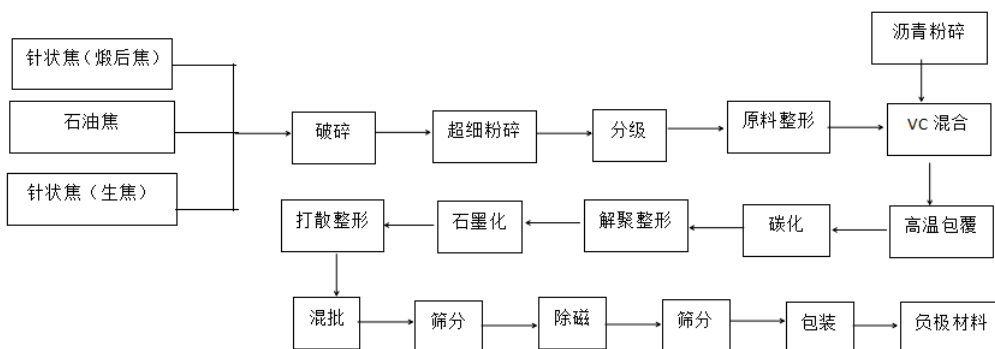 沥青粉碎
针状焦（煅后焦）
石油焦
针状焦（生焦）
破碎
超细粉碎
分级
原料整形
VC 混合
打散整形
石墨化
解聚整形
碳化
高温包覆
混批
筛分
除磁
筛分
包装
负极材料